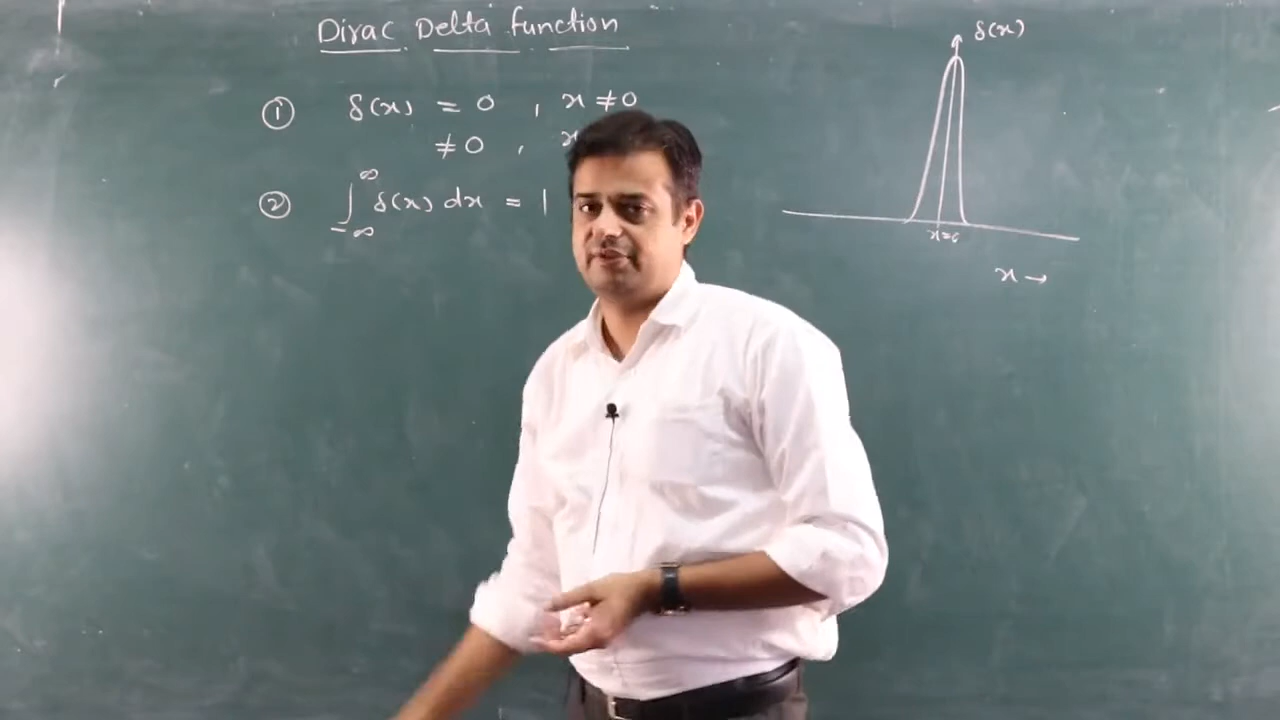 Dirac Delta function
① δ(x) = 0 , x ≠ 0
≠ 0 , x
② ∫_{-∞}^{∞} δ(x) dx = 1
δ(x)
x →